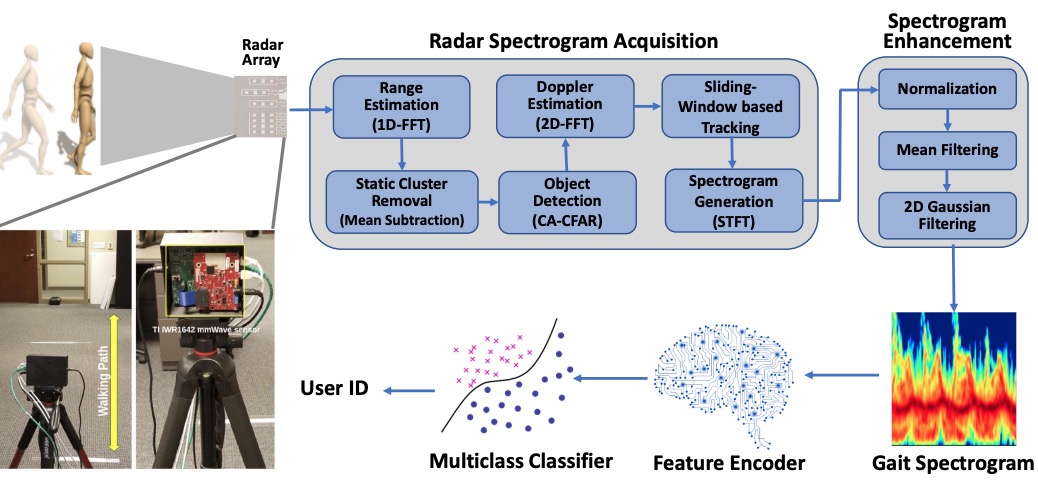 Radar
Array
Radar Spectrogram Acquisition
Range
Estimation
(1D-FFT)
Static Cluster
Removal
(Mean Subtraction)
Object
Detection
(CA-CFAR)
Doppler
Estimation
(2D-FFT)
Sliding-
Window based
Tracking
Spectrogram
Generation
(STFT)
Spectrogram
Enhancement
Normalization
Mean Filtering
2D Gaussian
Filtering
Walking Path
TI IWR1642 mmWave sensor
Gait Spectrogram
Feature Encoder
Multiclass Classifier
User ID